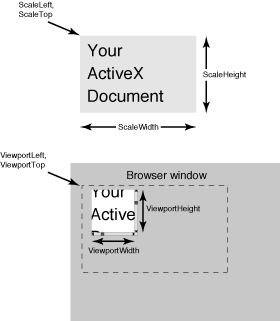 ScaleLeft,
ScaleTop
Your
ActiveX
Document
ScaleHeight
ScaleWidth
ViewportLeft,
ViewportTop
Browser window
Your
Active
ViewportHeight
ViewportWidth